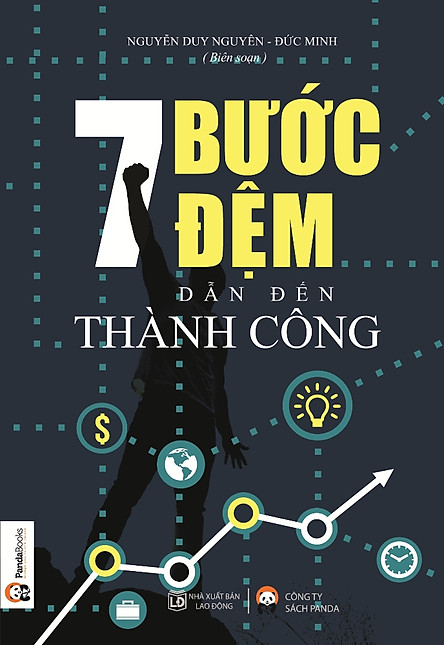 NGUYỄN DUY NGUYÊN - ĐỨC MINH
( Biên soạn )
7 BƯỚC
ĐỆM
DẪN ĐẾN
THÀNH CÔNG
$
PandaBooks
LĐ
NHÀ XUẤT BẢN
LAO ĐỘNG
CÔNG TY
SÁCH PANDA